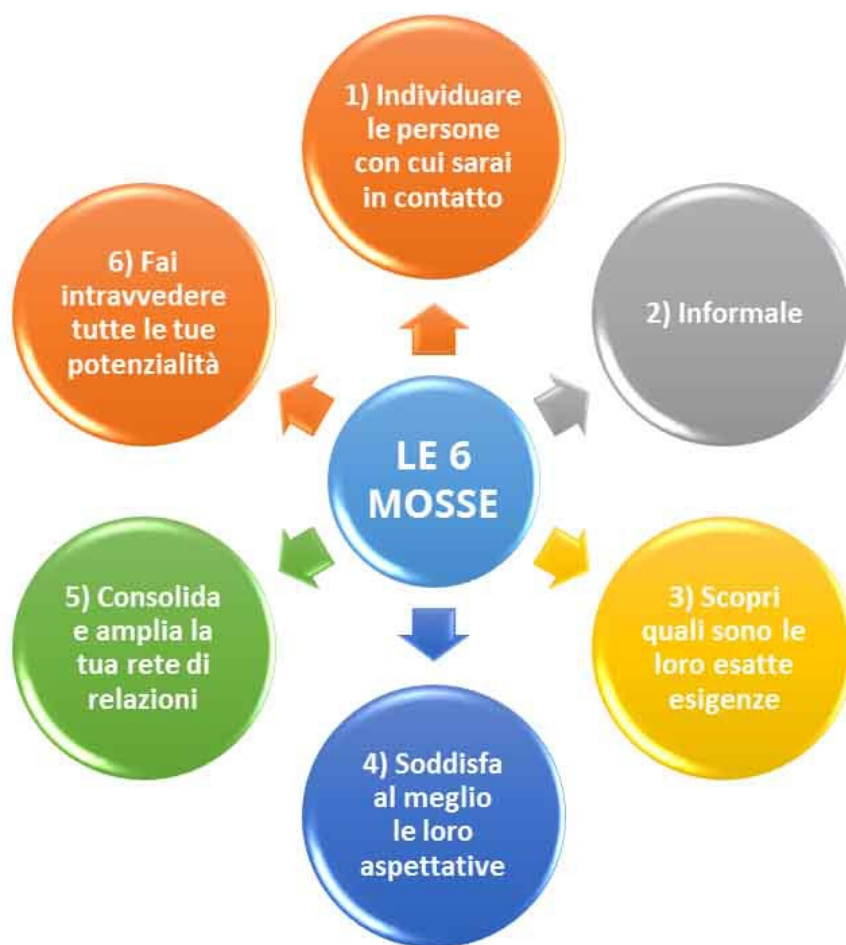 LE 6
MOSSE
1) Individuare
le persone
con cui sarai
in contatto
2) Informale
3) Scopri
quali sono le
loro esatte
esigenze
4) Soddisfa
al meglio
le loro
aspettative
5) Consolida
e amplia la
tua rete di
relazioni
6) Fai
intravvedere
tutte le tue
potenzialità